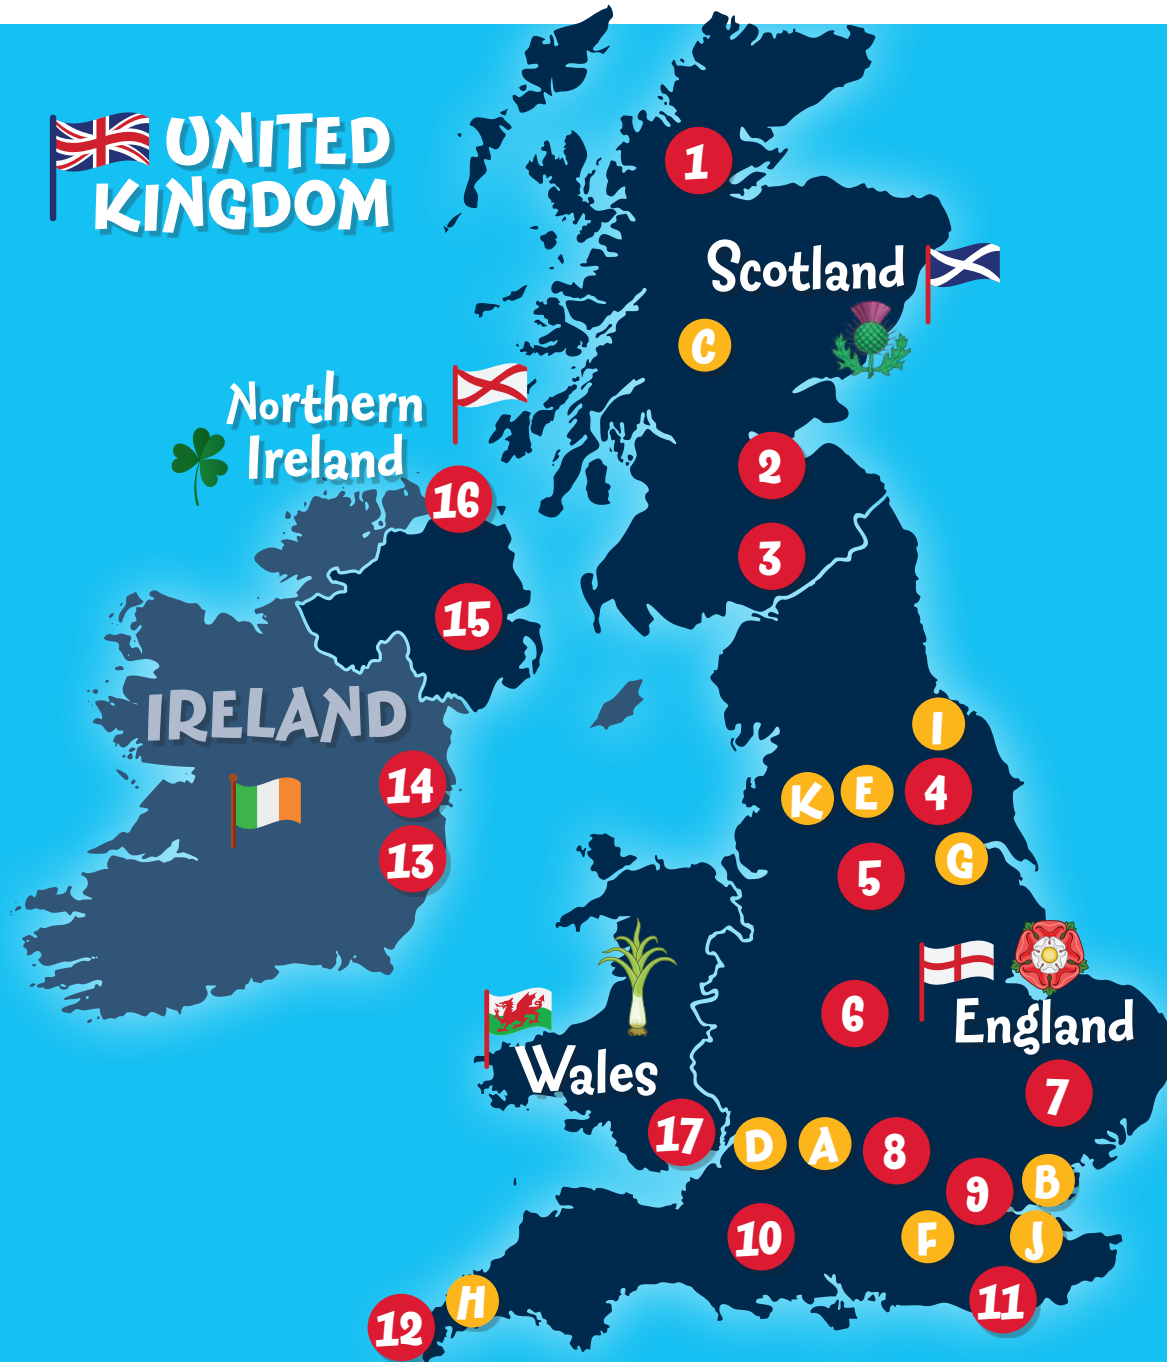 UNITED
KINGDOM
1
Scotland
C
Northern
Ireland
2
16
3
15
IRELAND
I
14
K E 4
13
5
G
6
England
Wales
7
17
D A 8
B
9
10
F
J
H
11
12